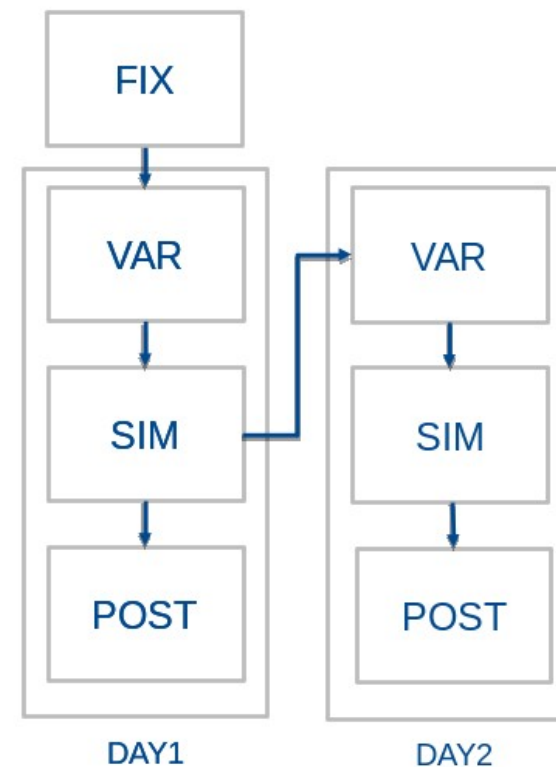 FIX
VAR
SIM
POST
DAY1
VAR
SIM
POST
DAY2